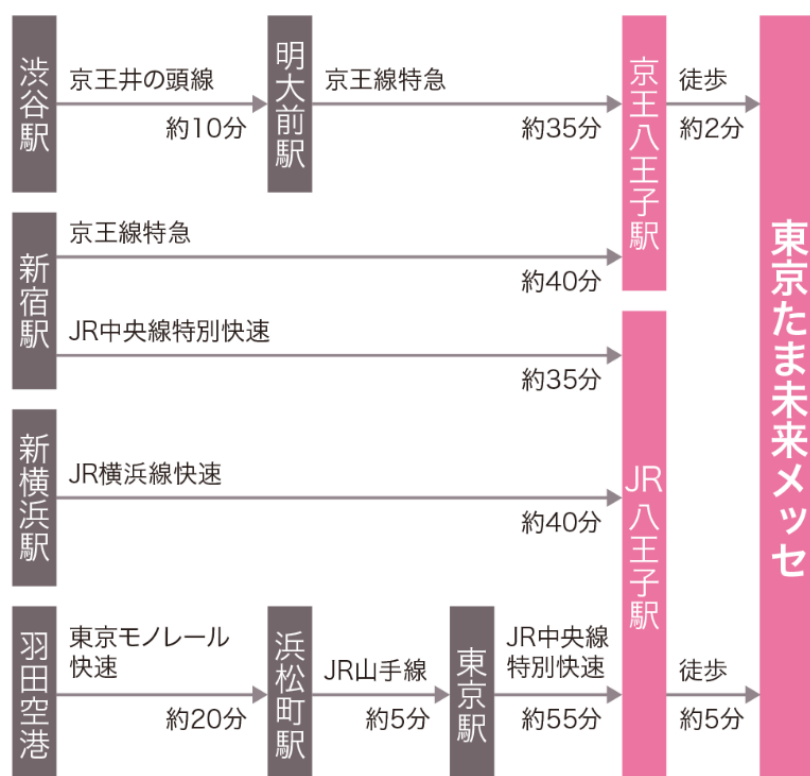 渋谷駅
京王井の頭線
約10分
明大前駅
京王線特急
約35分
京王八王子駅
徒歩
約2分
東京たま未来メッセ
新宿駅
京王線特急
約40分
JR中央線特別快速
約35分
新横浜駅
JR横浜線快速
約40分
JR八王子駅
羽田空港
東京モノレール
快速
約20分
浜松町駅
JR山手線
約5分
東京駅
JR中央線
特別快速
約55分
徒歩
約5分